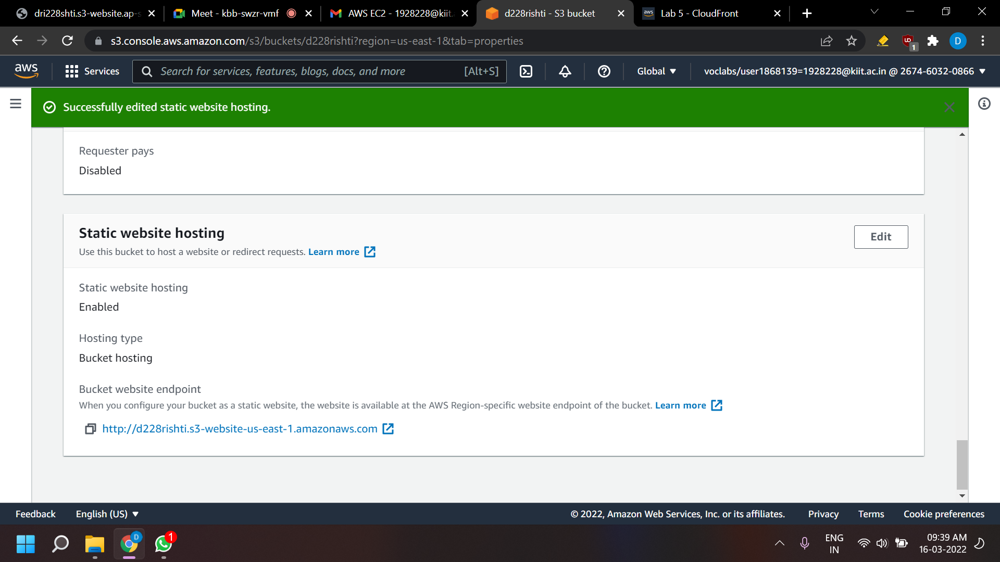 dri228shti.s3-website.ap-s
Meet - kbb-swzr-vmf
AWS EC2 - 1928228@kiit.
d228rishti - S3 bucket
aws
Lab 5 - CloudFront
s3.console.aws.amazon.com/s3/buckets/d228rishti?region=us-east-1&tab=properties
1
D
aws
Services
Search for services, features, blogs, docs, and more
[Alt+S]
Global
voclabs/user1868139=1928228@kiit.ac.in @ 2674-6032-0866
Successfully edited static website hosting.
Requester pays
Disabled
Static website hosting
Edit
Use this bucket to host a website or redirect requests. Learn more
Static website hosting
Enabled
Hosting type
Bucket hosting
Bucket website endpoint
When you configure your bucket as a static website, the website is available at the AWS Region-specific website endpoint of the bucket. Learn more
http://d228rishti.s3-website-us-east-1.amazonaws.com
Feedback
English (US)
© 2022, Amazon Web Services, Inc. or its affiliates.
Privacy
Terms
Cookie preferences
D
1
ENG
IN
09:39 AM
16-03-2022